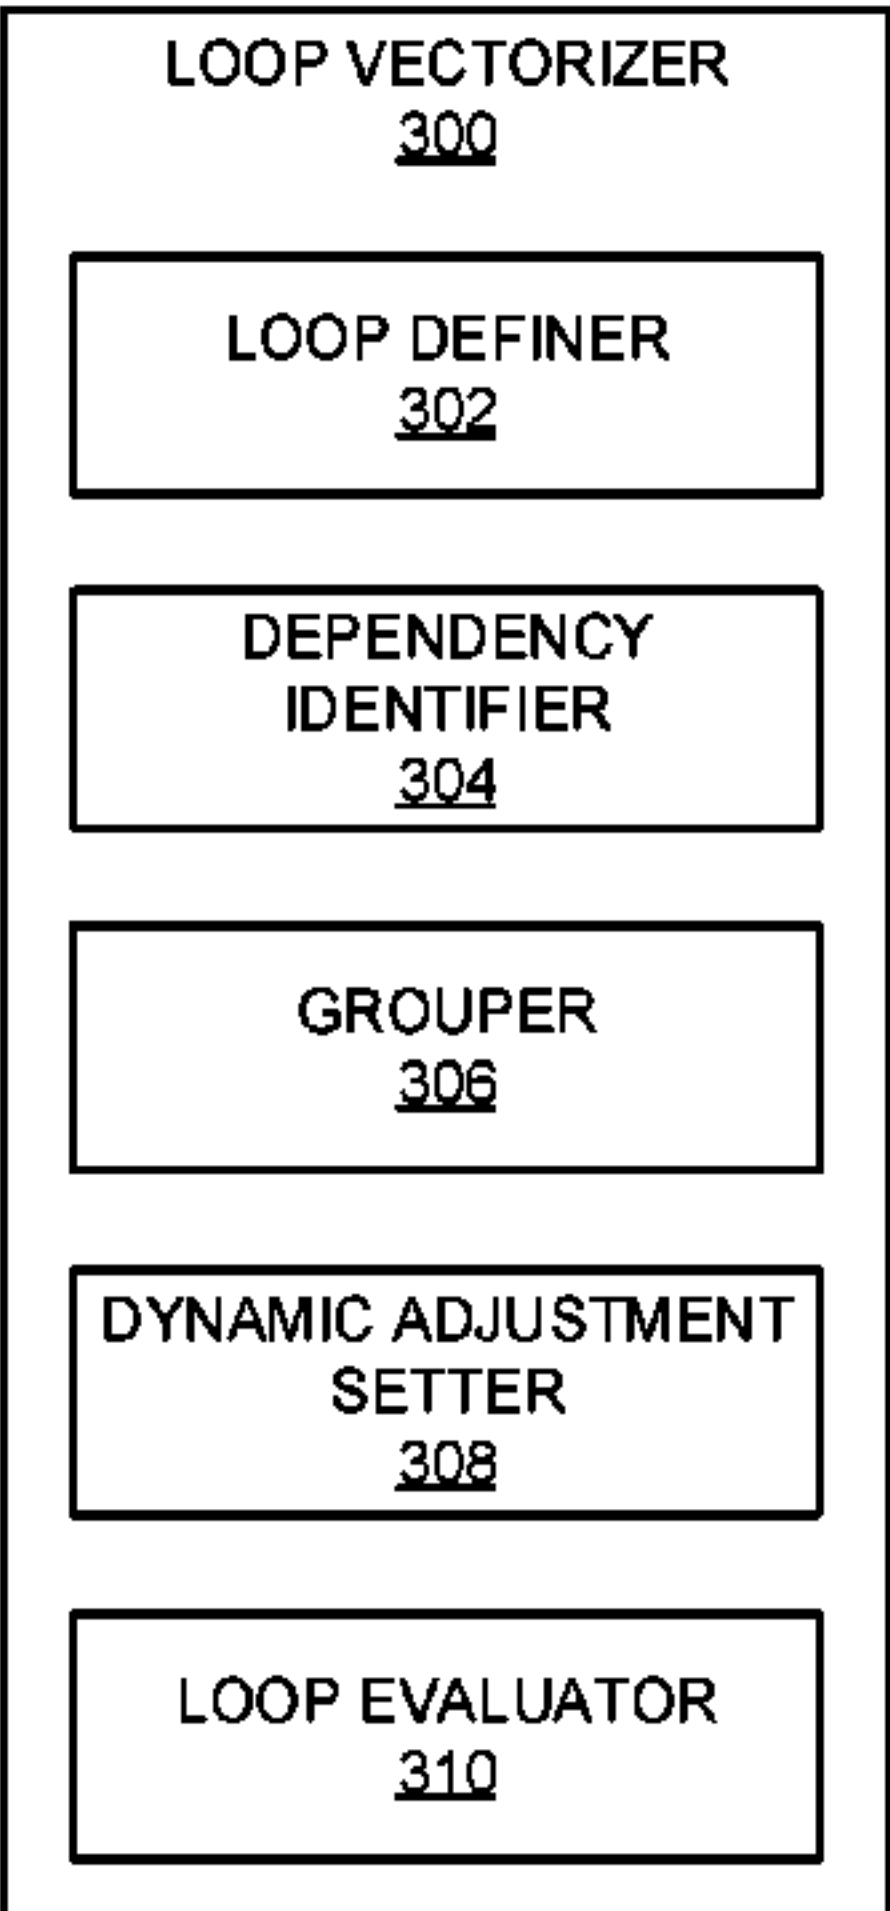 LOOP VECTORIZER
300
LOOP DEFINER
302
DEPENDENCY
IDENTIFIER
304
GROUPER
306
DYNAMIC ADJUSTMENT
SETTER
308
LOOP EVALUATOR
310